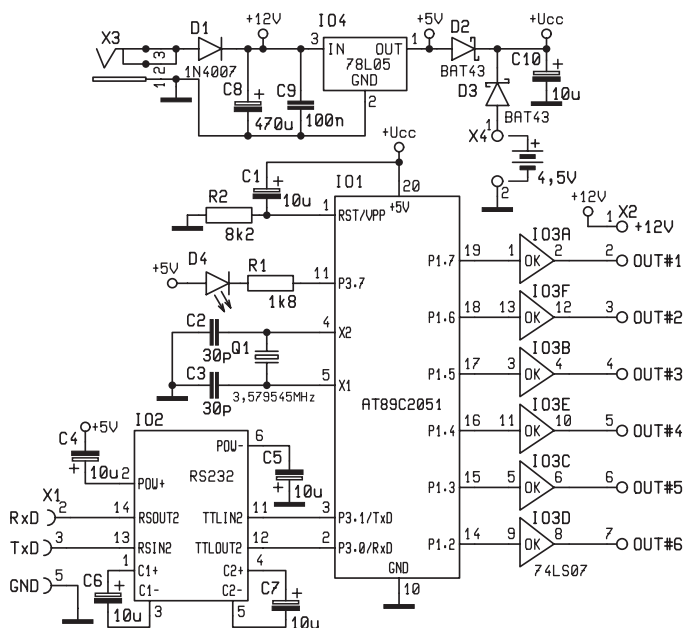 X3
3
2
1
D1
1N4007
+12V
C8
+
470u
C9
100n
IO4
3 IN OUT 1
78L05
GND
2
+5V
D2
BAT43
+Ucc
C10
+
10u
D3
BAT43
X4
1
2
+
4,5V
+Ucc
C1
+
10u
IO1
20
+5V
R2
8k2
1 RST/VPP
D4
+5V
R1
1k8
11 P3.7
C2
30p
4 X2
Q1
C3
30p
3,579545MHz
5 X1
AT89C2051
+12V
X2
1 +12V
P1.7 19 1 IO3A OK 2 2 OUT#1
P1.6 18 13 IO3F OK 12 3 OUT#2
P1.5 17 3 IO3B OK 4 4 OUT#3
P1.4 16 11 IO3E OK 10 5 OUT#4
P1.3 15 5 IO3C OK 6 6 OUT#5
P1.2 14 9 IO3D OK 8 7 OUT#6
74LS07
GND
10
3 P3.1/TxD
2 P3.0/RxD
IO2
RS232
C4
+5V
+
10u
2 POW+
POW- 6
C5
+
10u
X1
RxD 2 14 RSOUT2 TTLIN2 11
TxD 3 13 RSIN2 TTLOUT2 12
GND 5
1 C1+ C2+ 4
C1- C2-
3 5
C6
+
10u
C7
+
10u